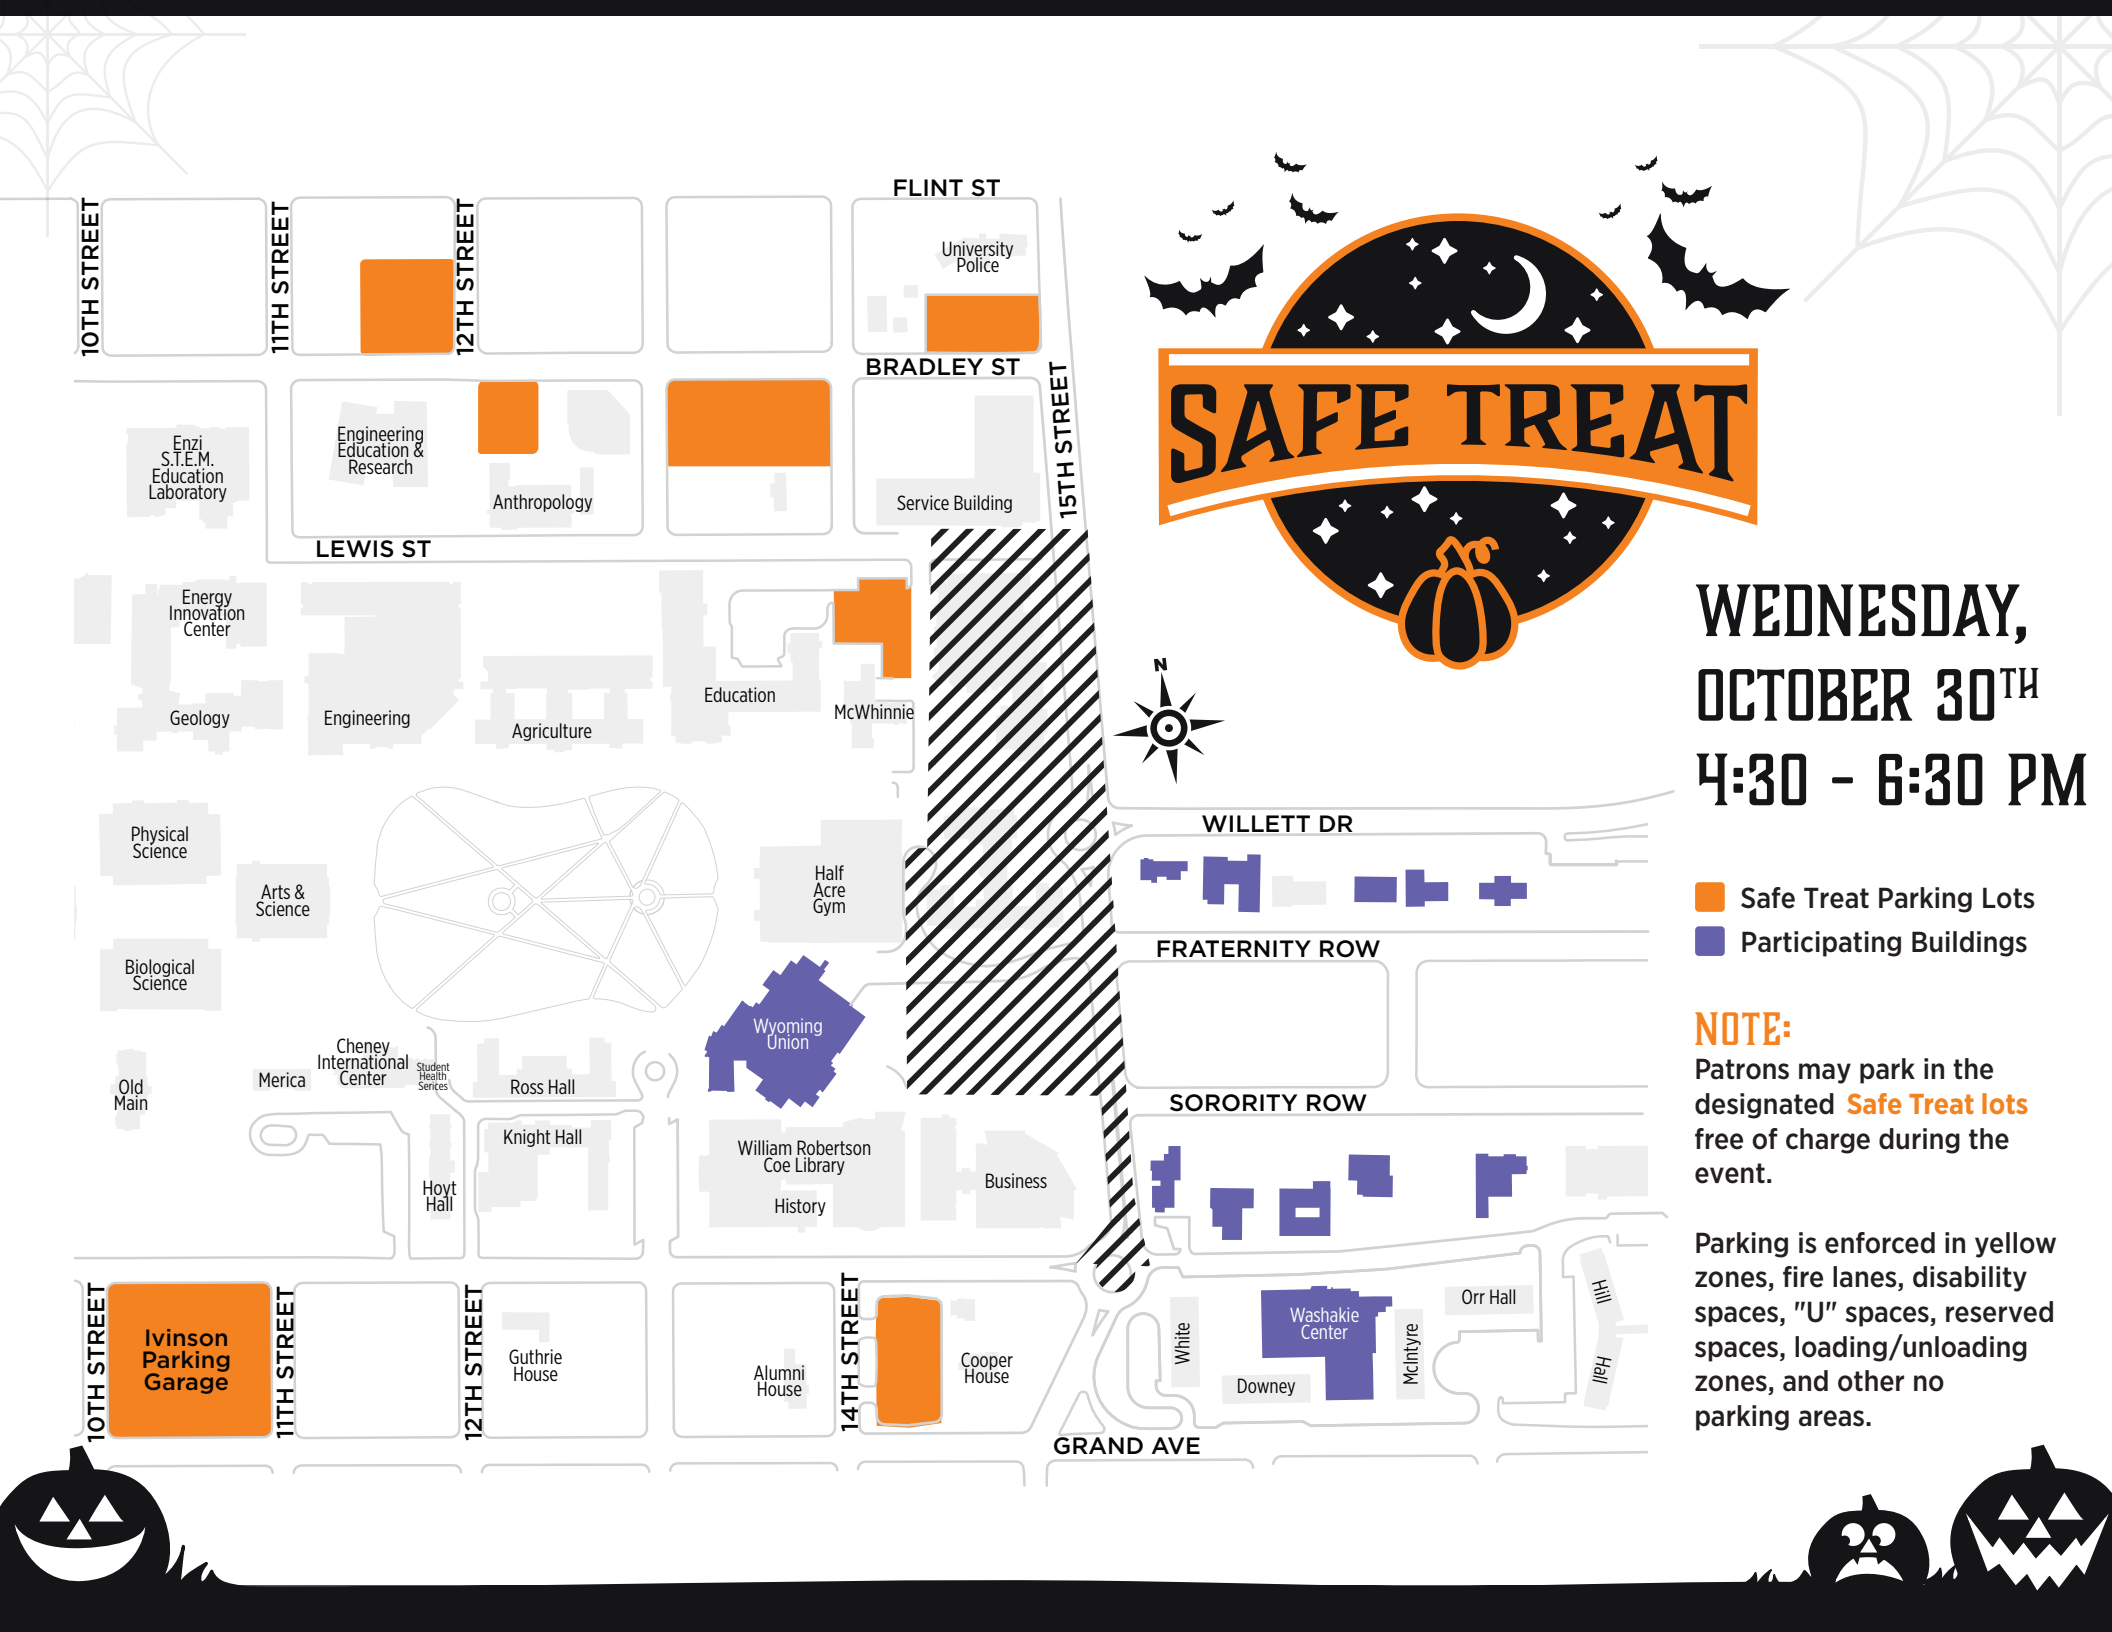 FLINT ST
10TH STREET
11TH STREET
12TH STREET
University
Police
BRADLEY ST
15TH STREET
Enzi
S.T.E.M.
Education
Laboratory
Engineering
Education &
Research
Anthropology
Service Building
LEWIS ST
Energy
Innovation
Center
Geology
Engineering
Agriculture
Education
McWhinnie
Physical
Science
Arts &
Science
Half
Acre
Gym
Biological
Science
Wyoming
Union
Old
Main
Merica
Cheney
International
Center
Student
Health
Serices
Ross Hall
Knight Hall
Hoyt
Hall
William Robertson
Coe Library
History
Business
N
WILLETT DR
FRATERNITY ROW
SORORITY ROW
10TH STREET
Ivinson
Parking
Garage
11TH STREET
12TH STREET
Guthrie
House
Alumni
House
14TH STREET
Cooper
House
White
Washakie
Center
Downey
McIntyre
Orr Hall
Hill
Hall
GRAND AVE
SAFE TREAT
WEDNESDAY,
OCTOBER 30TH
4:30 - 6:30 PM
Safe Treat Parking Lots
Participating Buildings
NOTE:
Patrons may park in the
designated Safe Treat lots
free of charge during the
event.
Parking is enforced in yellow
zones, fire lanes, disability
spaces, "U" spaces, reserved
spaces, loading/unloading
zones, and other no
parking areas.